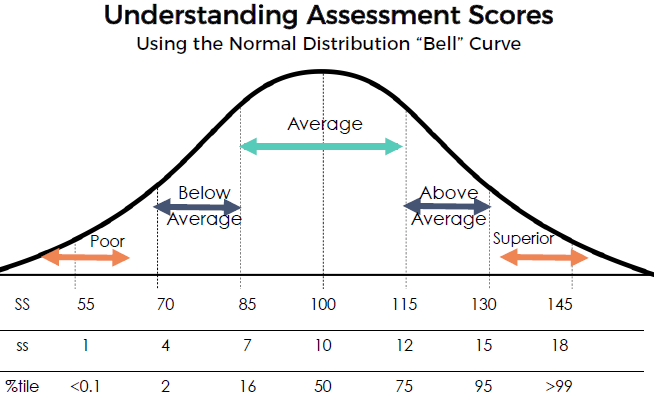 Understanding Assessment Scores
Using the Normal Distribution “Bell” Curve
Average
Below
Average
Above
Average
Poor
Superior
SS 55 70 85 100 115 130 145
ss 1 4 7 10 12 15 18
%tile <0.1 2 16 50 75 95 >99